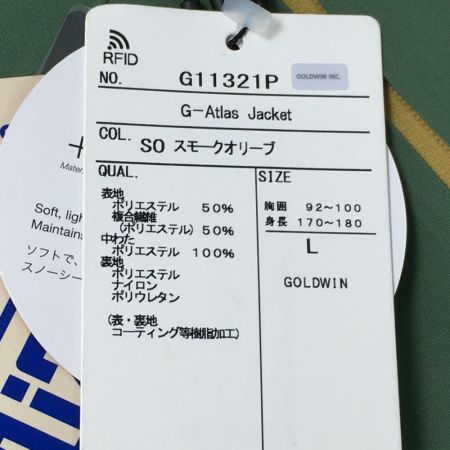 RFID
NO. G11321P GOLDWIN INC.
G-Atlas Jacket
COL. SO スモークオリーブ
QUAL.
表地
ポリエステル 50%
複合繊維
(ポリエステル) 50%
中わた
ポリエステル 100%
裏地
ポリエステル
ナイロン
ポリウレタン
(表・裏地
コーティング等樹脂加工)
SIZE
胸囲 92~100
身長 170~180
L
GOLDWIN
Soft, lig
Maintains
ソフトで、
スノーシー